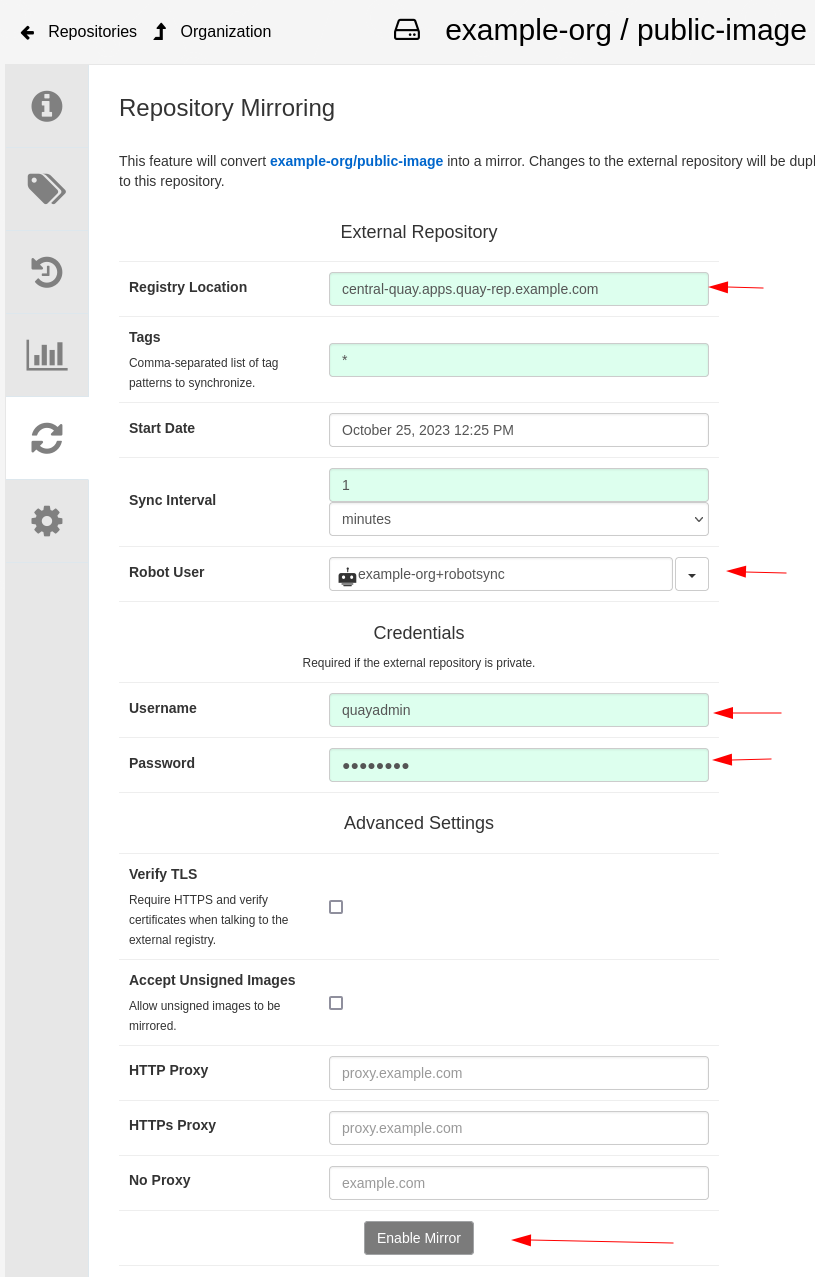 Repositories Organization example-org / public-image
Repository Mirroring
This feature will convert example-org/public-image into a mirror. Changes to the external repository will be dupl
to this repository.
External Repository
Registry Location central-quay.apps.quay-rep.example.com
Tags
Comma-separated list of tag
patterns to synchronize.
*
Start Date October 25, 2023 12:25 PM
Sync Interval
1
minutes
Robot User example-org+robotsync
Credentials
Required if the external repository is private.
Username quayadmin
Password ●●●●●●●●
Advanced Settings
Verify TLS
Require HTTPS and verify
certificates when talking to the
external registry.
Accept Unsigned Images
Allow unsigned images to be
mirrored.
HTTP Proxy proxy.example.com
HTTPs Proxy proxy.example.com
No Proxy example.com
Enable Mirror